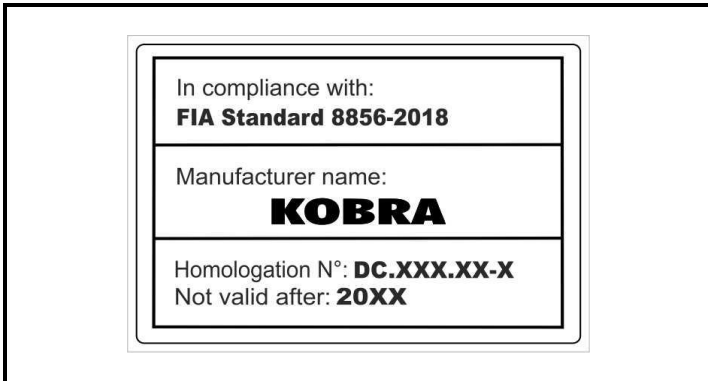 In compliance with:
FIA Standard 8856-2018
Manufacturer name:
KOBRA
Homologation N°: DC.XXX.XX-X
Not valid after: 20XX